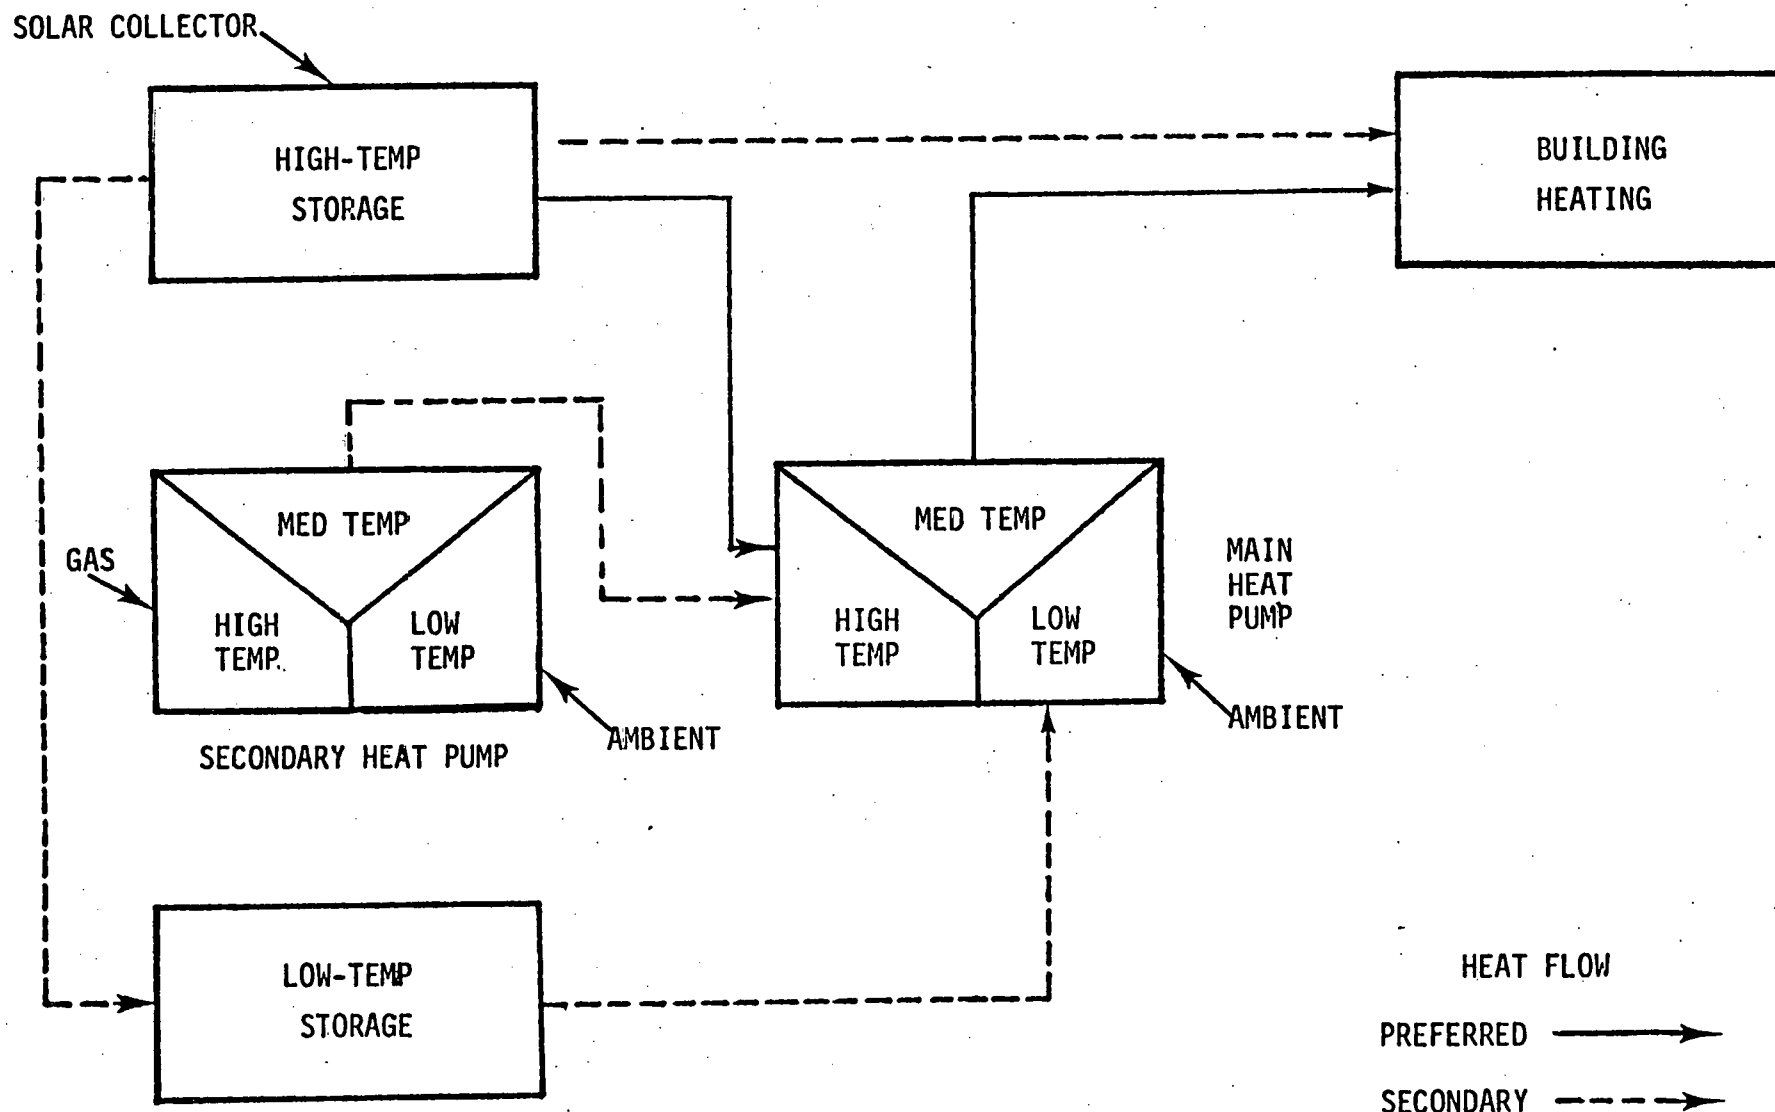 SOLAR COLLECTOR
HIGH-TEMP
STORAGE
BUILDING
HEATING
MED TEMP
GAS
HIGH
TEMP.
LOW
TEMP
SECONDARY HEAT PUMP
AMBIENT
MED TEMP
HIGH
TEMP
LOW
TEMP
MAIN
HEAT
PUMP
AMBIENT
LOW-TEMP
STORAGE
HEAT FLOW
PREFERRED
SECONDARY